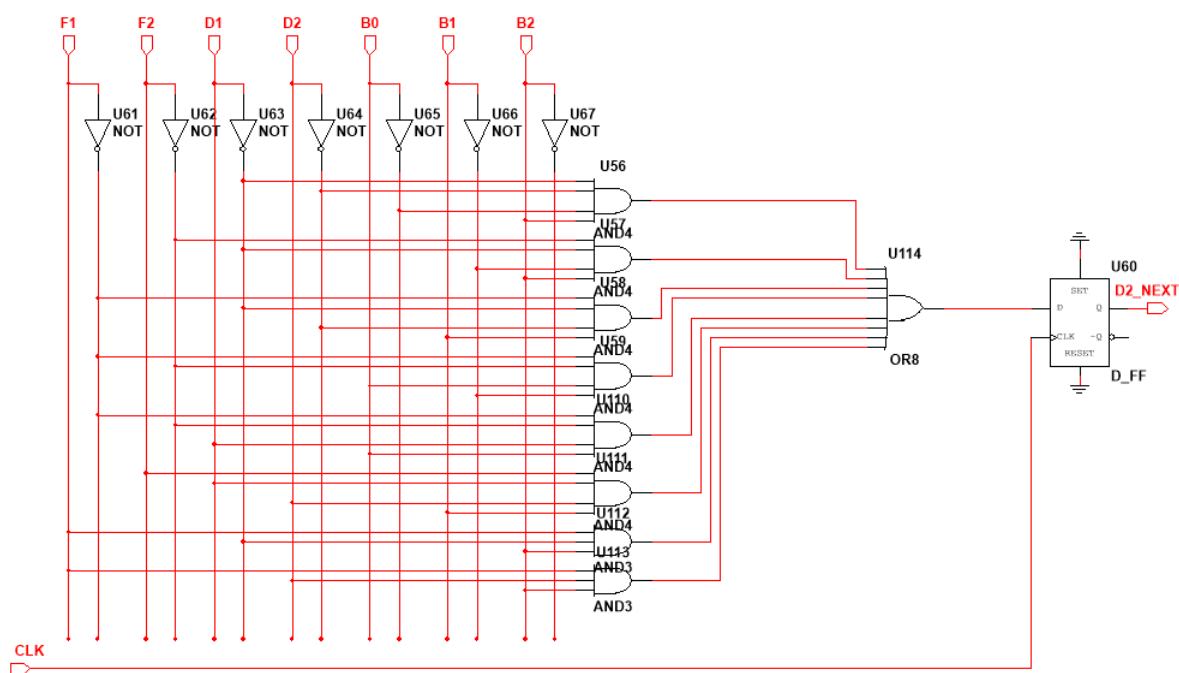 F1 F2 D1 D2 B0 B1 B2
U61 U62 U63 U64 U65 U66 U67
NOT NOT NOT NOT NOT NOT NOT
U56
U57
AND4
U114
U60
U58
SET
D2_NEXT
AND4
D Q
U59
CLK ~Q
AND4
RESET
OR8
D_FF
U110
AND4
U111
AND4
U112
AND4
U113
AND3
AND3
CLK